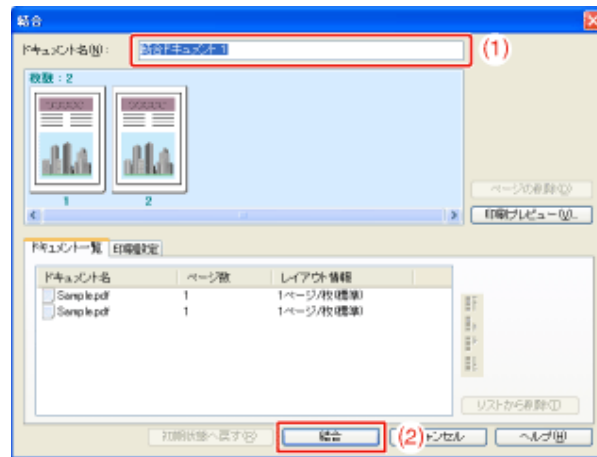 結合
ドキュメント名(N): 結合ドキュメント1 (1)
枚数:2
1 2
ページの削除(D)
印刷プレビュー(V)...
ドキュメント一覧 印刷設定
ドキュメント名 ページ数 レイアウト情報
Sample.pdf 1 1ページ/枚(標準)
Sample.pdf 1 1ページ/枚(標準)
リストから削除(T)
初期状態へ戻す(B) 結合 (2) キャンセル ヘルプ(H)